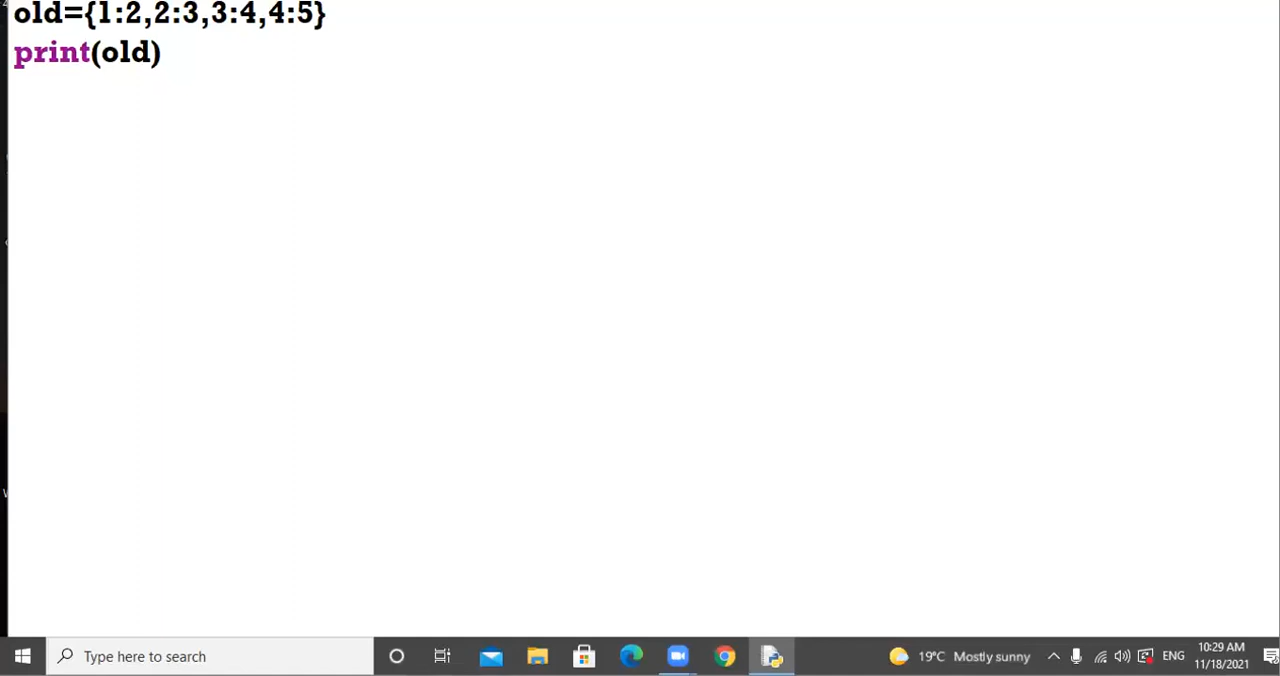 old={1:2,2:3,3:4,4:5}
print(old)
Type here to search
19°C Mostly sunny
ENG
10:29 AM
11/18/2021